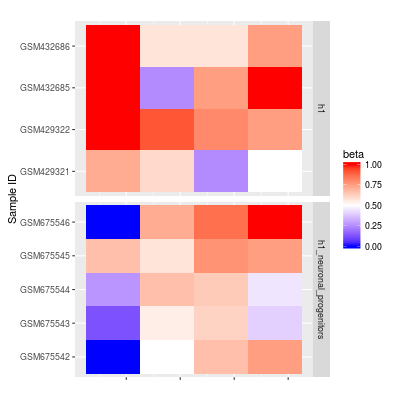 GSM432686
GSM432685
GSM429322
GSM429321
h1
GSM675546
GSM675545
GSM675544
GSM675543
GSM675542
h1_neuronal_progenitors
Sample ID
beta
1.00
0.75
0.50
0.25
0.00